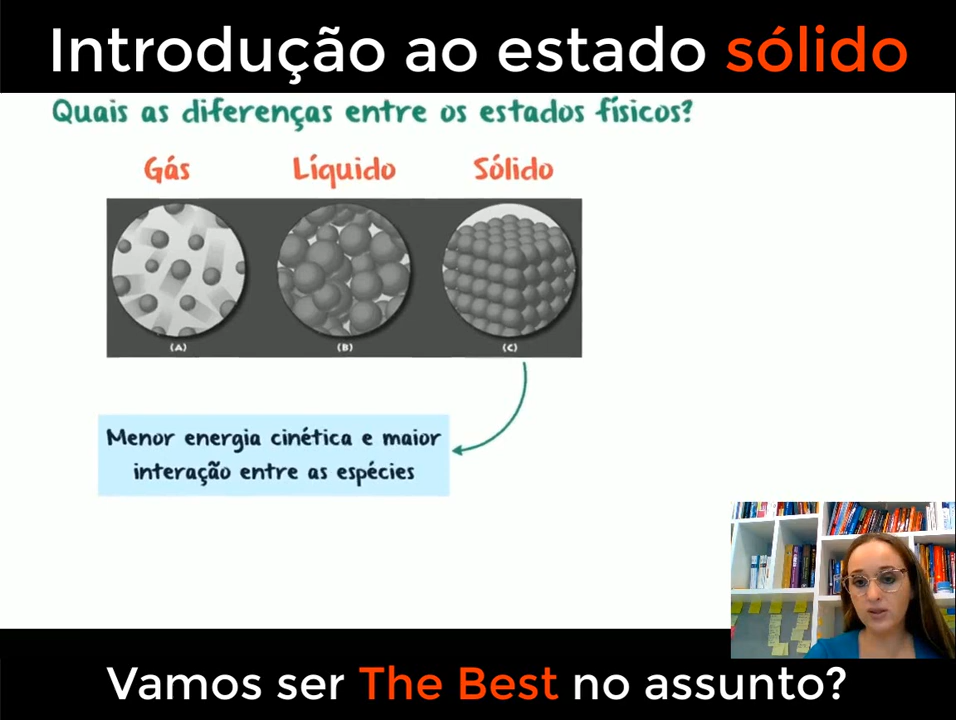 Introdução ao estado sólido
Quais as diferenças entre os estados físicos?
Gás Líquido Sólido
(A) (B) (C)
Menor energia cinética e maior
interação entre as espécies
Vamos ser The Best no assunto?